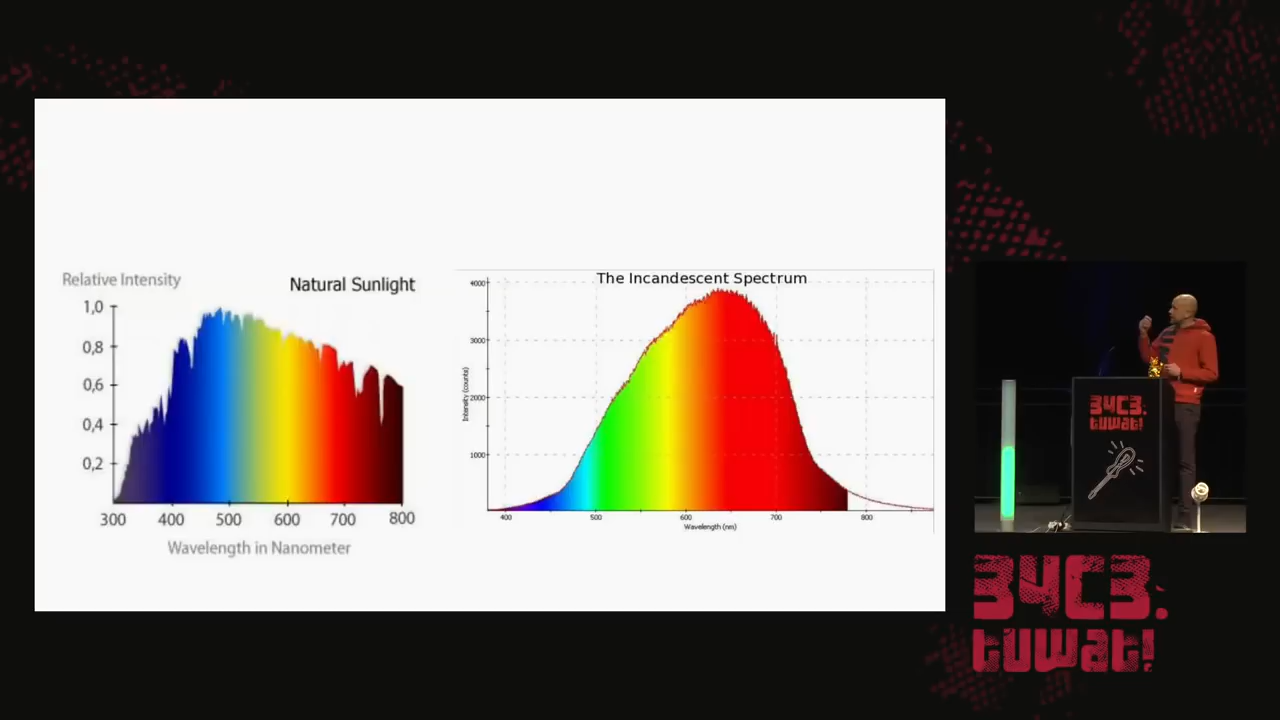 Relative Intensity
Natural Sunlight
1,0
0,8
0,6
0,4
0,2
300 400 500 600 700 800
Wavelength in Nanometer
The Incandescent Spectrum
4000
3000
2000
1000
Intensity (counts)
400 500 600 700 800
Wavelength (nm)
34C3.
tuwat!
34C3.
tuwat!